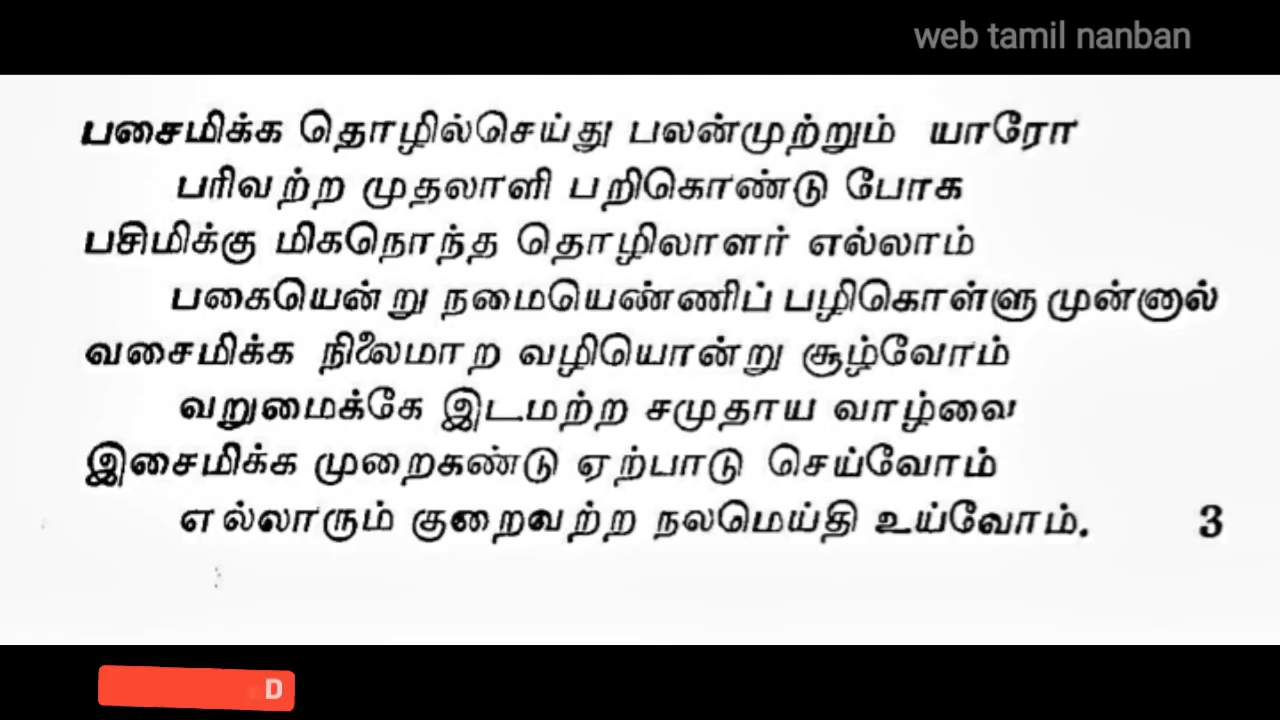 web tamil nanban
பசைமிக்க தொழில்செய்து பலன்முற்றும் யாரோ
பரிவற்ற முதலாளி பறிகொண்டு போக
பசிமிக்கு மிகநொந்த தொழிலாளர் எல்லாம்
பகையென்று நமையெண்ணிப் பழிகொள்ளு முன்னால்
வசைமிக்க நிலைமாற வழியொன்று சூழ்வோம்
வறுமைக்கே இடமற்ற சமுதாய வாழ்வை
இசைமிக்க முறைகண்டு ஏற்பாடு செய்வோம்
எல்லாரும் குறைவற்ற நலமெய்தி உய்வோம். 3
D